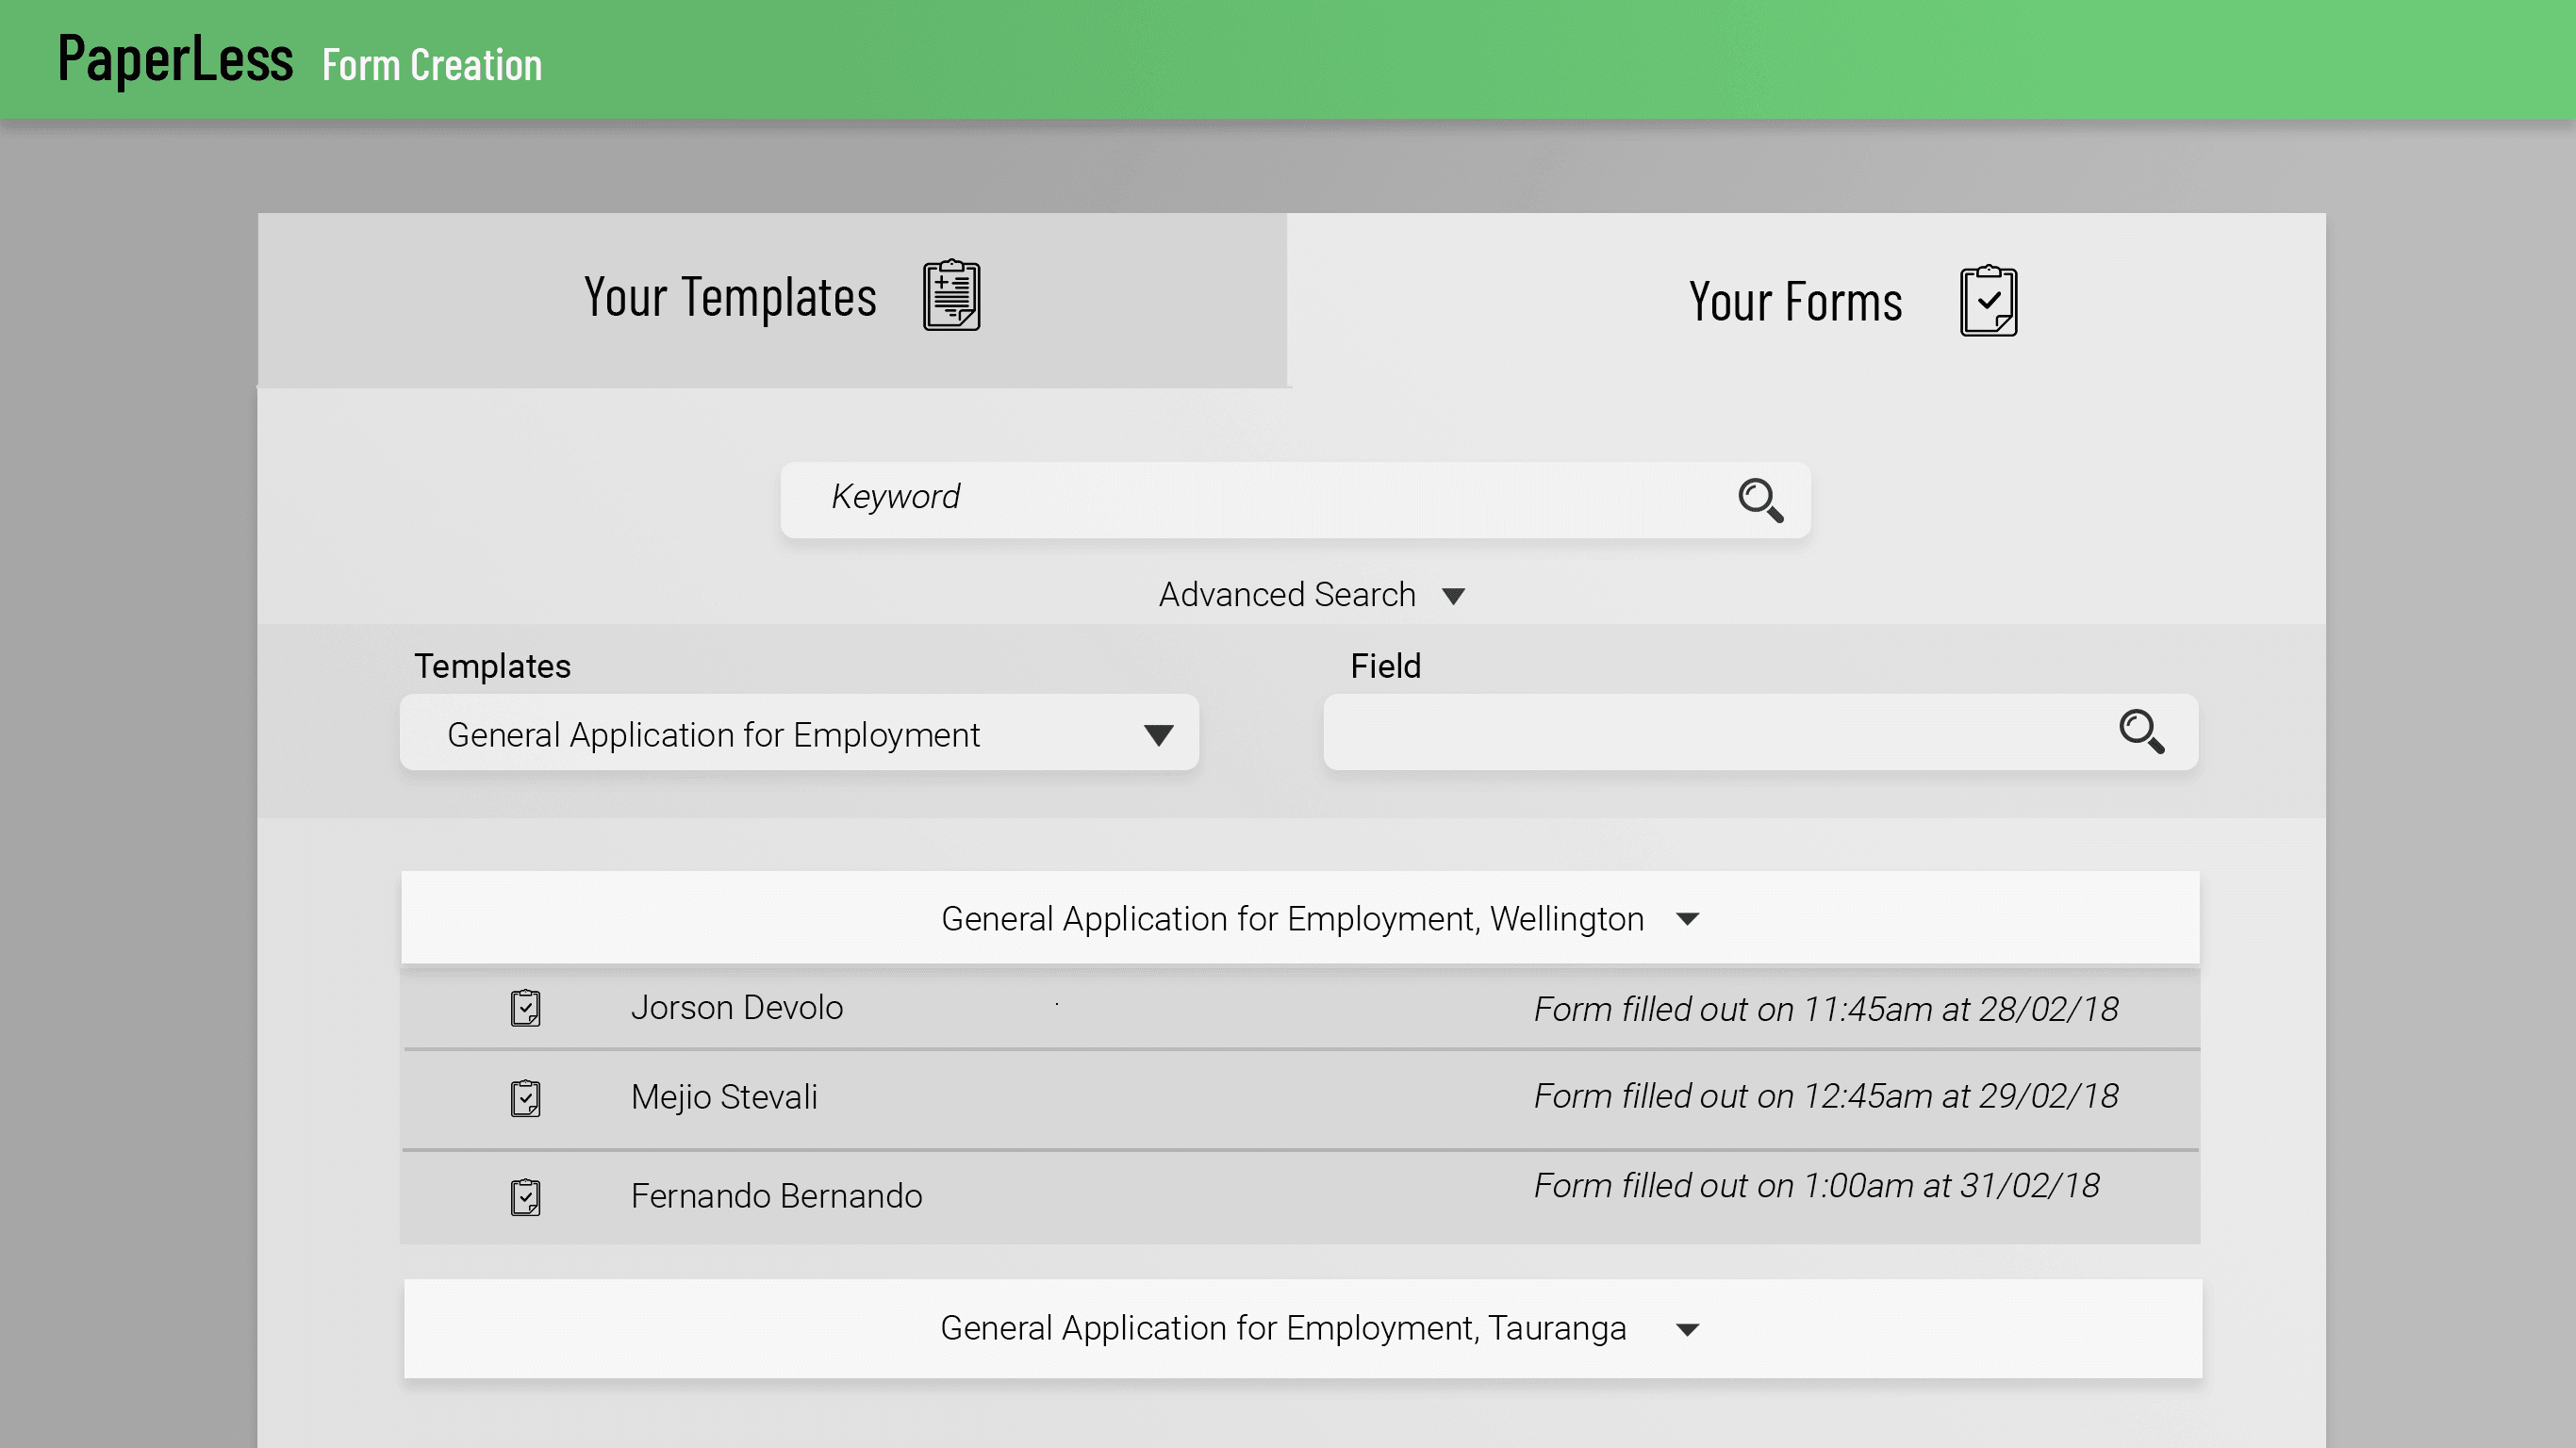 PaperLess Form Creation
Your Templates
Your Forms
Keyword
Advanced Search
Templates
Field
General Application for Employment
General Application for Employment, Wellington
Jorson Devolo
Form filled out on 11:45am at 28/02/18
Mejio Stevali
Form filled out on 12:45am at 29/02/18
Fernando Bernando
Form filled out on 1:00am at 31/02/18
General Application for Employment, Tauranga